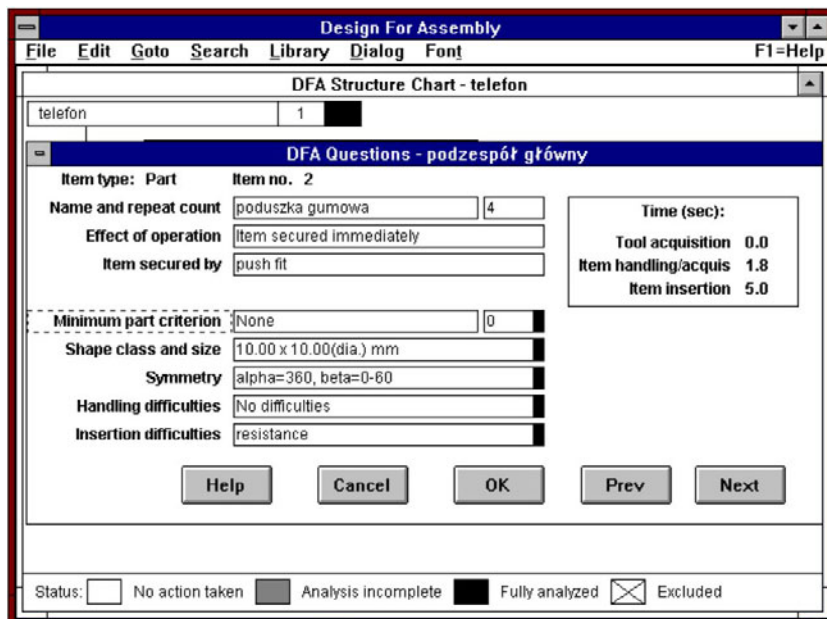 Design For Assembly
File Edit Goto Search Library Dialog Font F1=Help
DFA Structure Chart - telefon
telefon 1
DFA Questions - podzespół główny
Item type: Part Item no. 2
Name and repeat count poduszka gumowa 4
Effect of operation Item secured immediately
Item secured by push fit
Time (sec):
Tool acquisition 0.0
Item handling/acquis 1.8
Item insertion 5.0
Minimum part criterion None 0
Shape class and size 10.00 x 10.00(dia.) mm
Symmetry alpha=360, beta=0-60
Handling difficulties No difficulties
Insertion difficulties resistance
Help Cancel OK Prev Next
Status: No action taken Analysis incomplete Fully analyzed Excluded